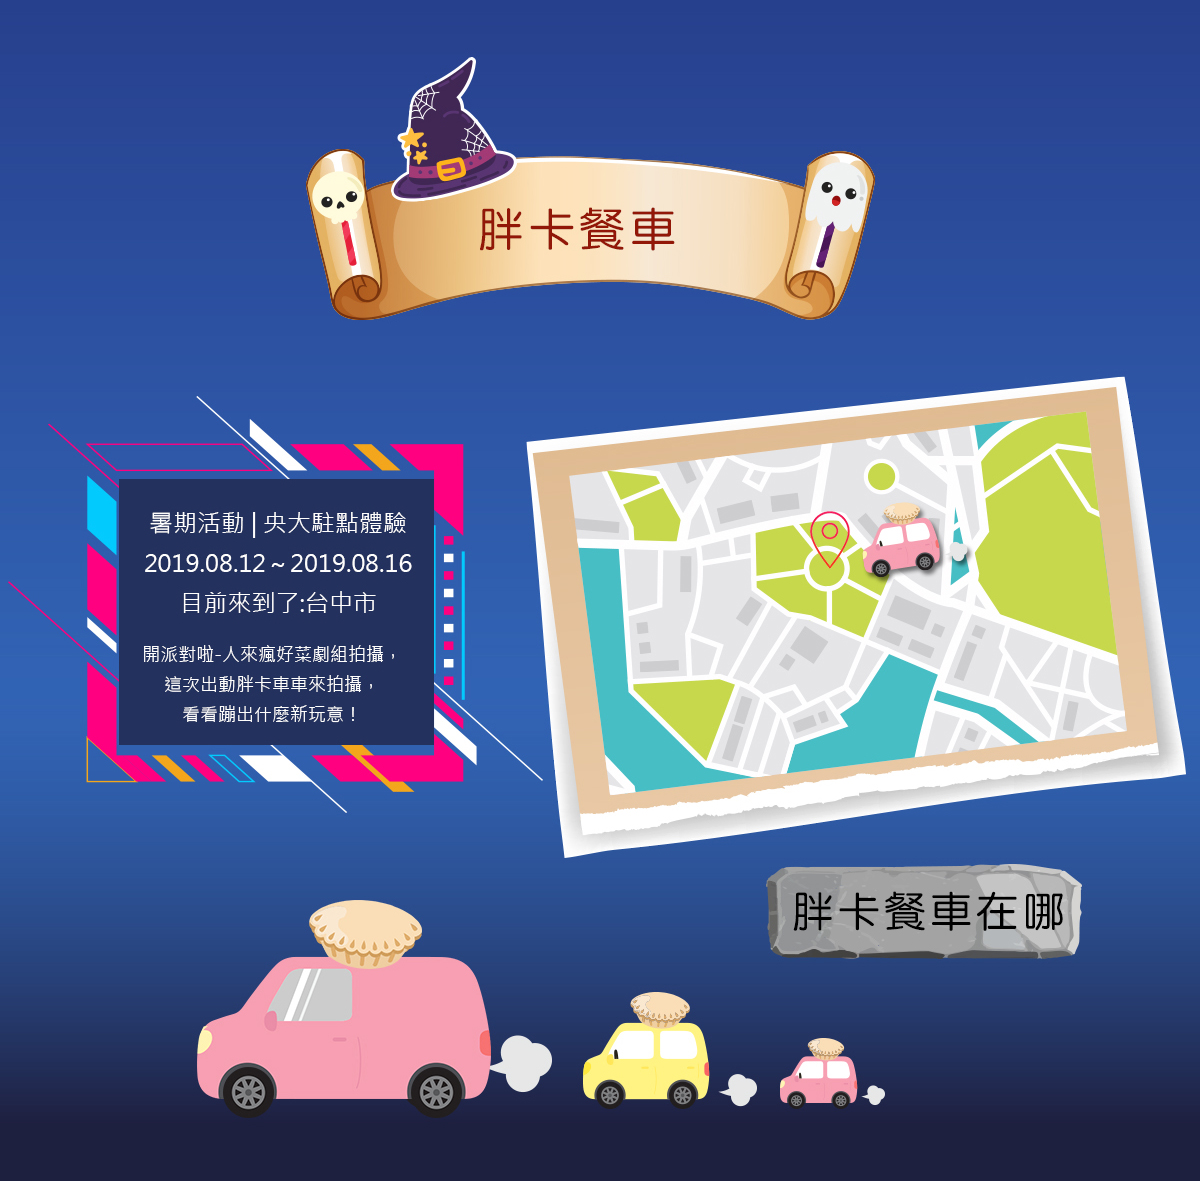 胖卡餐車
暑期活動 | 央大駐點體驗
2019.08.12 ~ 2019.08.16
目前來到了:台中市
開派對啦-人來瘋好菜劇組拍攝，
這次出動胖卡車車來拍攝，
看看蹦出什麼新玩意！
胖卡餐車在哪